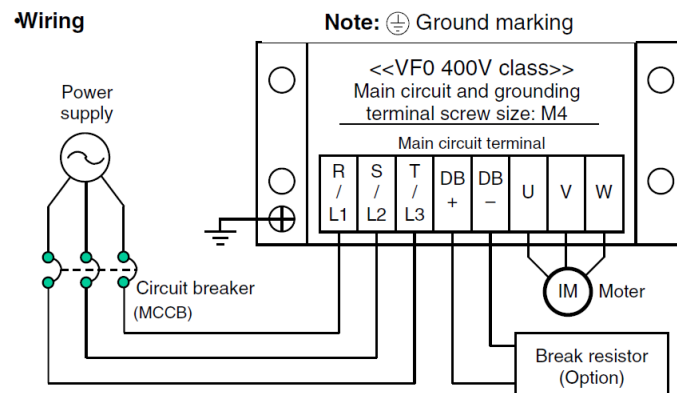 •Wiring
Note: ⏚ Ground marking
<<VF0 400V class>>
Main circuit and grounding
terminal screw size: M4
Main circuit terminal
Power
supply
R / L1
S / L2
T / L3
DB +
DB −
U
V
W
Circuit breaker
(MCCB)
IM
Moter
Break resistor
(Option)